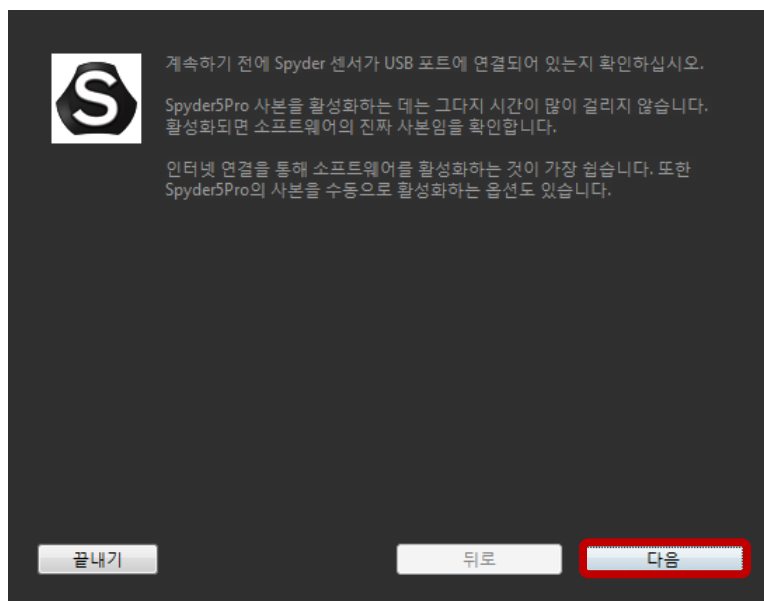 S
계속하기 전에 Spyder 센서가 USB 포트에 연결되어 있는지 확인하십시오.
Spyder5Pro 사본을 활성화하는 데는 그다지 시간이 많이 걸리지 않습니다.
활성화되면 소프트웨어의 진짜 사본임을 확인합니다.
인터넷 연결을 통해 소프트웨어를 활성화하는 것이 가장 쉽습니다. 또한
Spyder5Pro의 사본을 수동으로 활성화하는 옵션도 있습니다.
끝내기
뒤로
다음